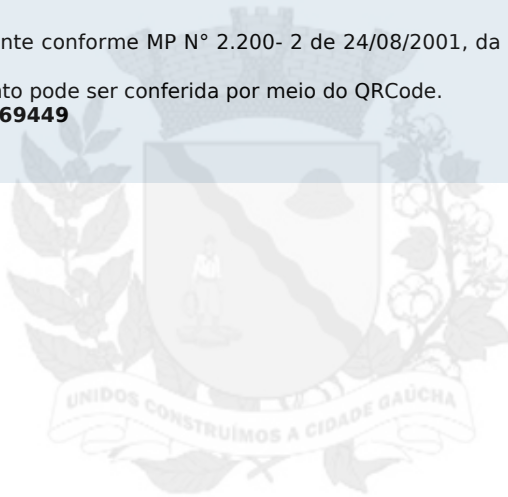 nte conforme MP N° 2.200- 2 de 24/08/2001, da
to pode ser conferida por meio do QRCode.
69449
UNIDOS CONSTRUÍMOS A CIDADE GAÚCHA